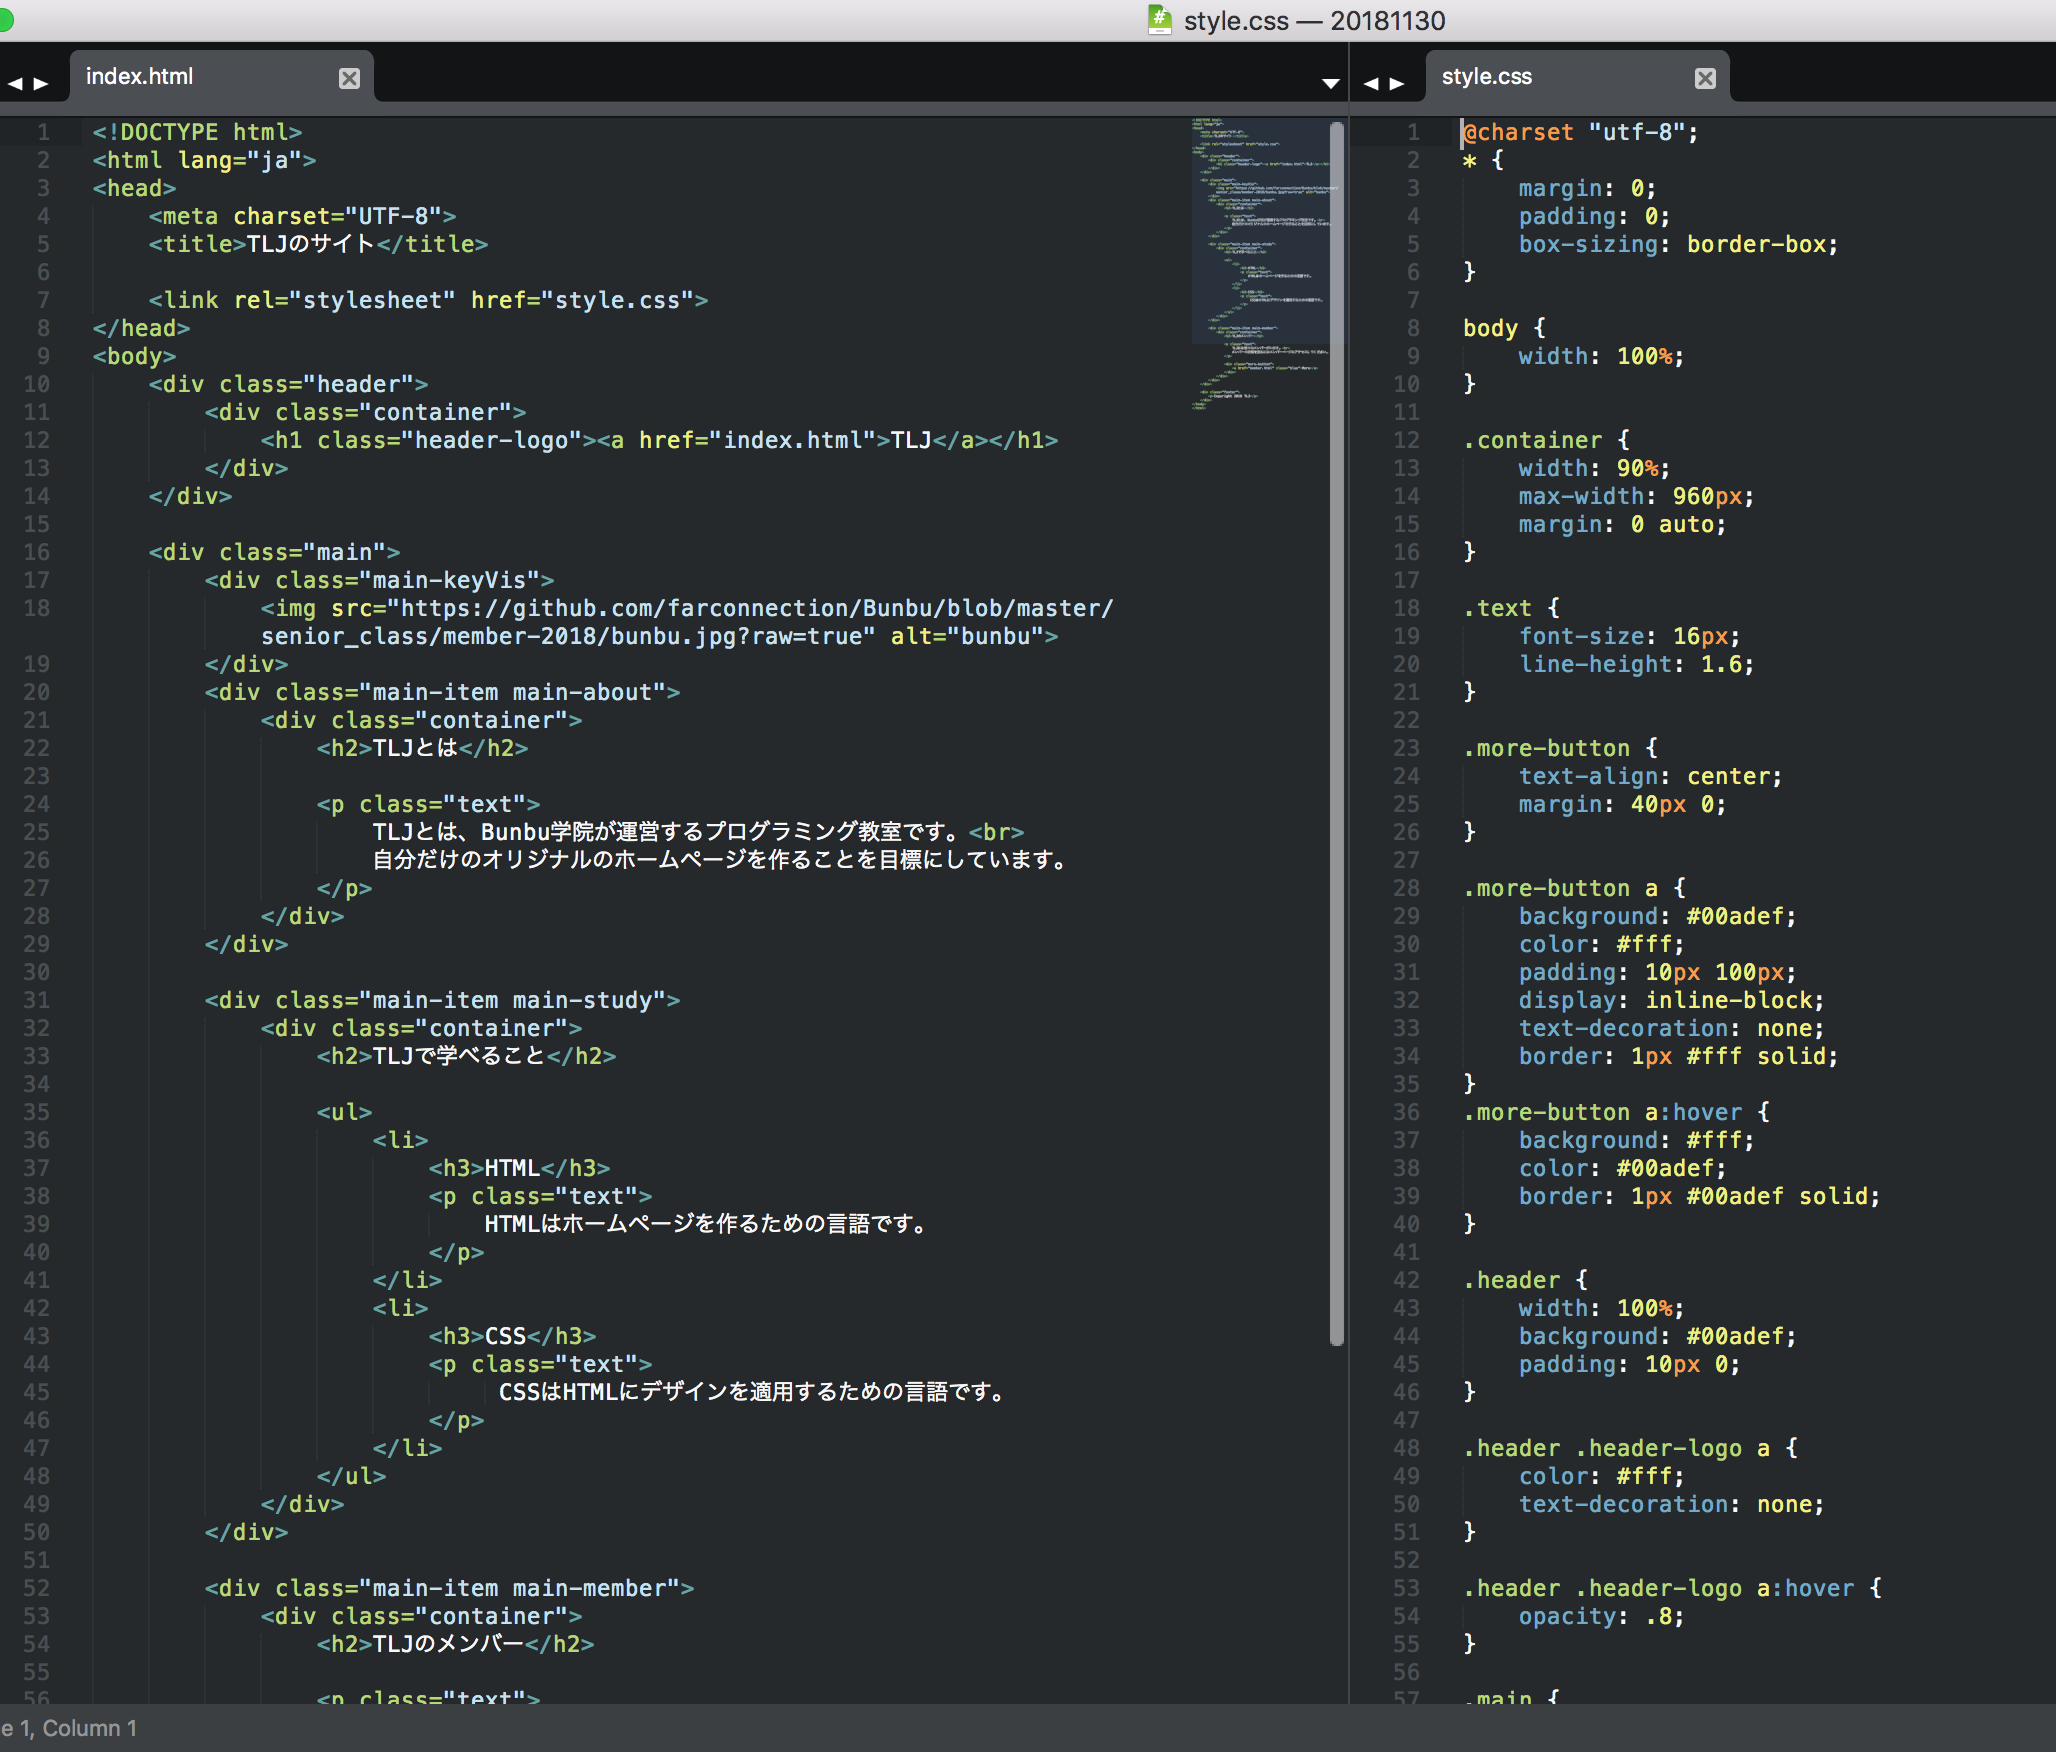 style.css — 20181130
index.html
1 <!DOCTYPE html>
2 <html lang="ja">
3 <head>
4 <meta charset="UTF-8">
5 <title>TLJのサイト</title>
6
7 <link rel="stylesheet" href="style.css">
8 </head>
9 <body>
10 <div class="header">
11 <div class="container">
12 <h1 class="header-logo"><a href="index.html">TLJ</a></h1>
13 </div>
14 </div>
15
16 <div class="main">
17 <div class="main-keyVis">
18 <img src="https://github.com/farconnection/Bunbu/blob/master/
senior_class/member-2018/bunbu.jpg?raw=true" alt="bunbu">
19 </div>
20 <div class="main-item main-about">
21 <div class="container">
22 <h2>TLJとは</h2>
23
24 <p class="text">
25 TLJとは、Bunbu学院が運営するプログラミング教室です。<br>
26 自分だけのオリジナルのホームページを作ることを目標にしています。
27 </p>
28 </div>
29 </div>
30
31 <div class="main-item main-study">
32 <div class="container">
33 <h2>TLJで学べること</h2>
34
35 <ul>
36 <li>
37 <h3>HTML</h3>
38 <p class="text">
39 HTMLはホームページを作るための言語です。
40 </p>
41 </li>
42 <li>
43 <h3>CSS</h3>
44 <p class="text">
45 CSSはHTMLにデザインを適用するための言語です。
46 </p>
47 </li>
48 </ul>
49 </div>
50 </div>
51
52 <div class="main-item main-member">
53 <div class="container">
54 <h2>TLJのメンバー</h2>
55
56 <p class="text">
style.css
1 @charset "utf-8";
2 * {
3 margin: 0;
4 padding: 0;
5 box-sizing: border-box;
6 }
7
8 body {
9 width: 100%;
10 }
11
12 .container {
13 width: 90%;
14 max-width: 960px;
15 margin: 0 auto;
16 }
17
18 .text {
19 font-size: 16px;
20 line-height: 1.6;
21 }
22
23 .more-button {
24 text-align: center;
25 margin: 40px 0;
26 }
27
28 .more-button a {
29 background: #00adef;
30 color: #fff;
31 padding: 10px 100px;
32 display: inline-block;
33 text-decoration: none;
34 border: 1px #fff solid;
35 }
36 .more-button a:hover {
37 background: #fff;
38 color: #00adef;
39 border: 1px #00adef solid;
40 }
41
42 .header {
43 width: 100%;
44 background: #00adef;
45 padding: 10px 0;
46 }
47
48 .header .header-logo a {
49 color: #fff;
50 text-decoration: none;
51 }
52
53 .header .header-logo a:hover {
54 opacity: .8;
55 }
56
57 .main {
e 1, Column 1